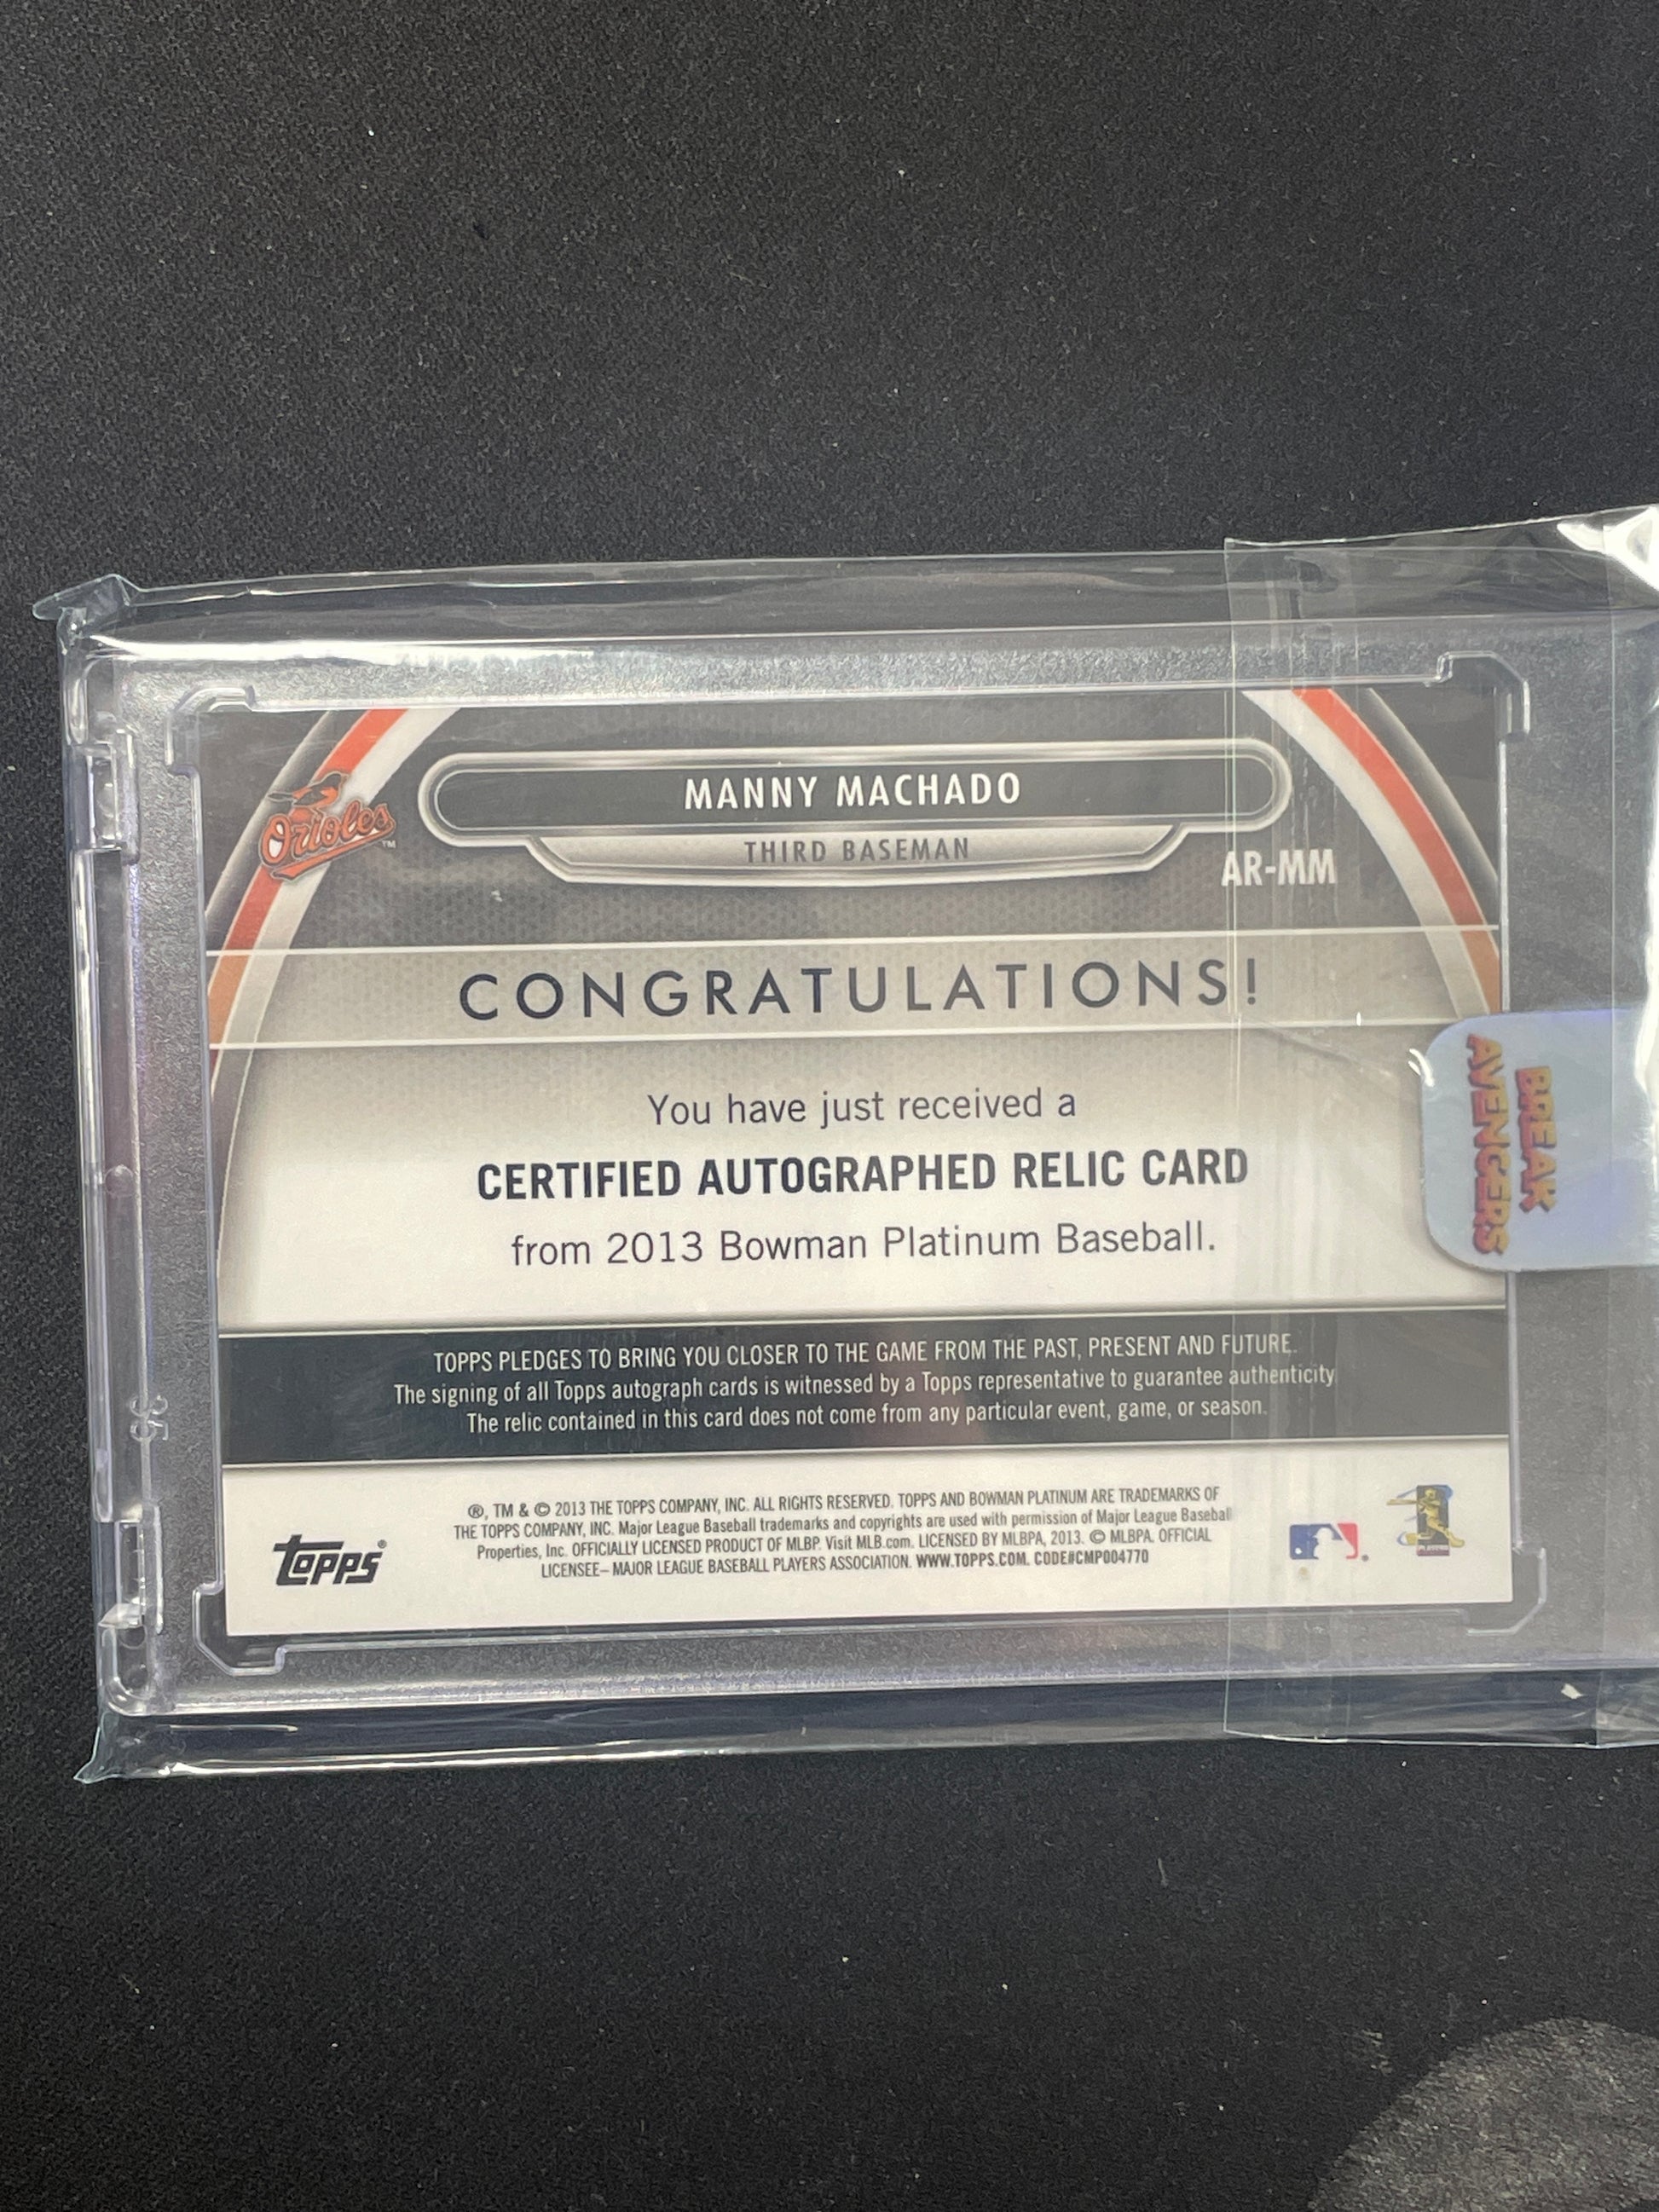 Orioles™
MANNY MACHADO
THIRD BASEMAN
AR-MM
CONGRATULATIONS!
You have just received a
CERTIFIED AUTOGRAPHED RELIC CARD
from 2013 Bowman Platinum Baseball.
BREAK
AVENGERS
TOPPS PLEDGES TO BRING YOU CLOSER TO THE GAME FROM THE PAST, PRESENT AND FUTURE.
The signing of all Topps autograph cards is witnessed by a Topps representative to guarantee authenticity
The relic contained in this card does not come from any particular event, game, or season.
®, TM & © 2013 THE TOPPS COMPANY, INC. ALL RIGHTS RESERVED. TOPPS AND BOWMAN PLATINUM ARE TRADEMARKS OF
THE TOPPS COMPANY, INC. Major League Baseball trademarks and copyrights are used with permission of Major League Baseball
Properties, Inc. OFFICIALLY LICENSED PRODUCT OF MLBP. Visit MLB.com. LICENSED BY MLBPA, 2013. © MLBPA. OFFICIAL
LICENSEE– MAJOR LEAGUE BASEBALL PLAYERS ASSOCIATION. WWW.TOPPS.COM. CODE#CMP004770
topps®
PLAYERS